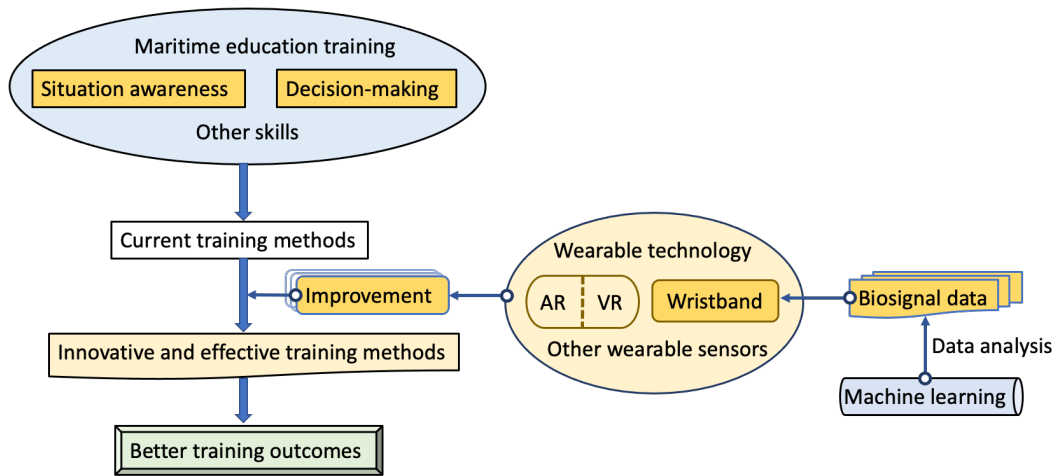 Maritime education training
Situation awareness
Decision-making
Other skills
Current training methods
Improvement
Innovative and effective training methods
Better training outcomes
Wearable technology
AR
VR
Wristband
Other wearable sensors
Biosignal data
Data analysis
Machine learning